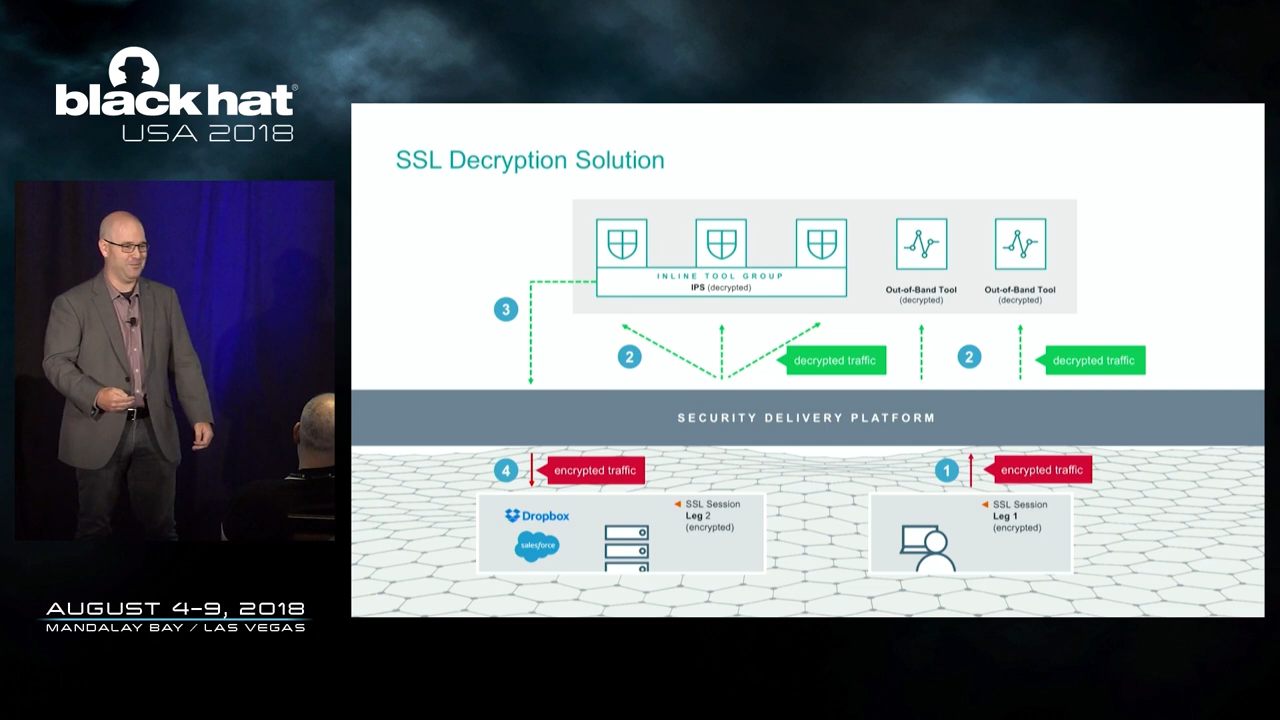 black hat®
USA 2018
SSL Decryption Solution
INLINE TOOL GROUP
IPS (decrypted)
Out-of-Band Tool
(decrypted)
Out-of-Band Tool
(decrypted)
3
2
decrypted traffic
2
decrypted traffic
SECURITY DELIVERY PLATFORM
4
encrypted traffic
1
encrypted traffic
SSL Session
Leg 2
(encrypted)
Dropbox
salesforce
SSL Session
Leg 1
(encrypted)
AUGUST 4-9, 2018
MANDALAY BAY / LAS VEGAS